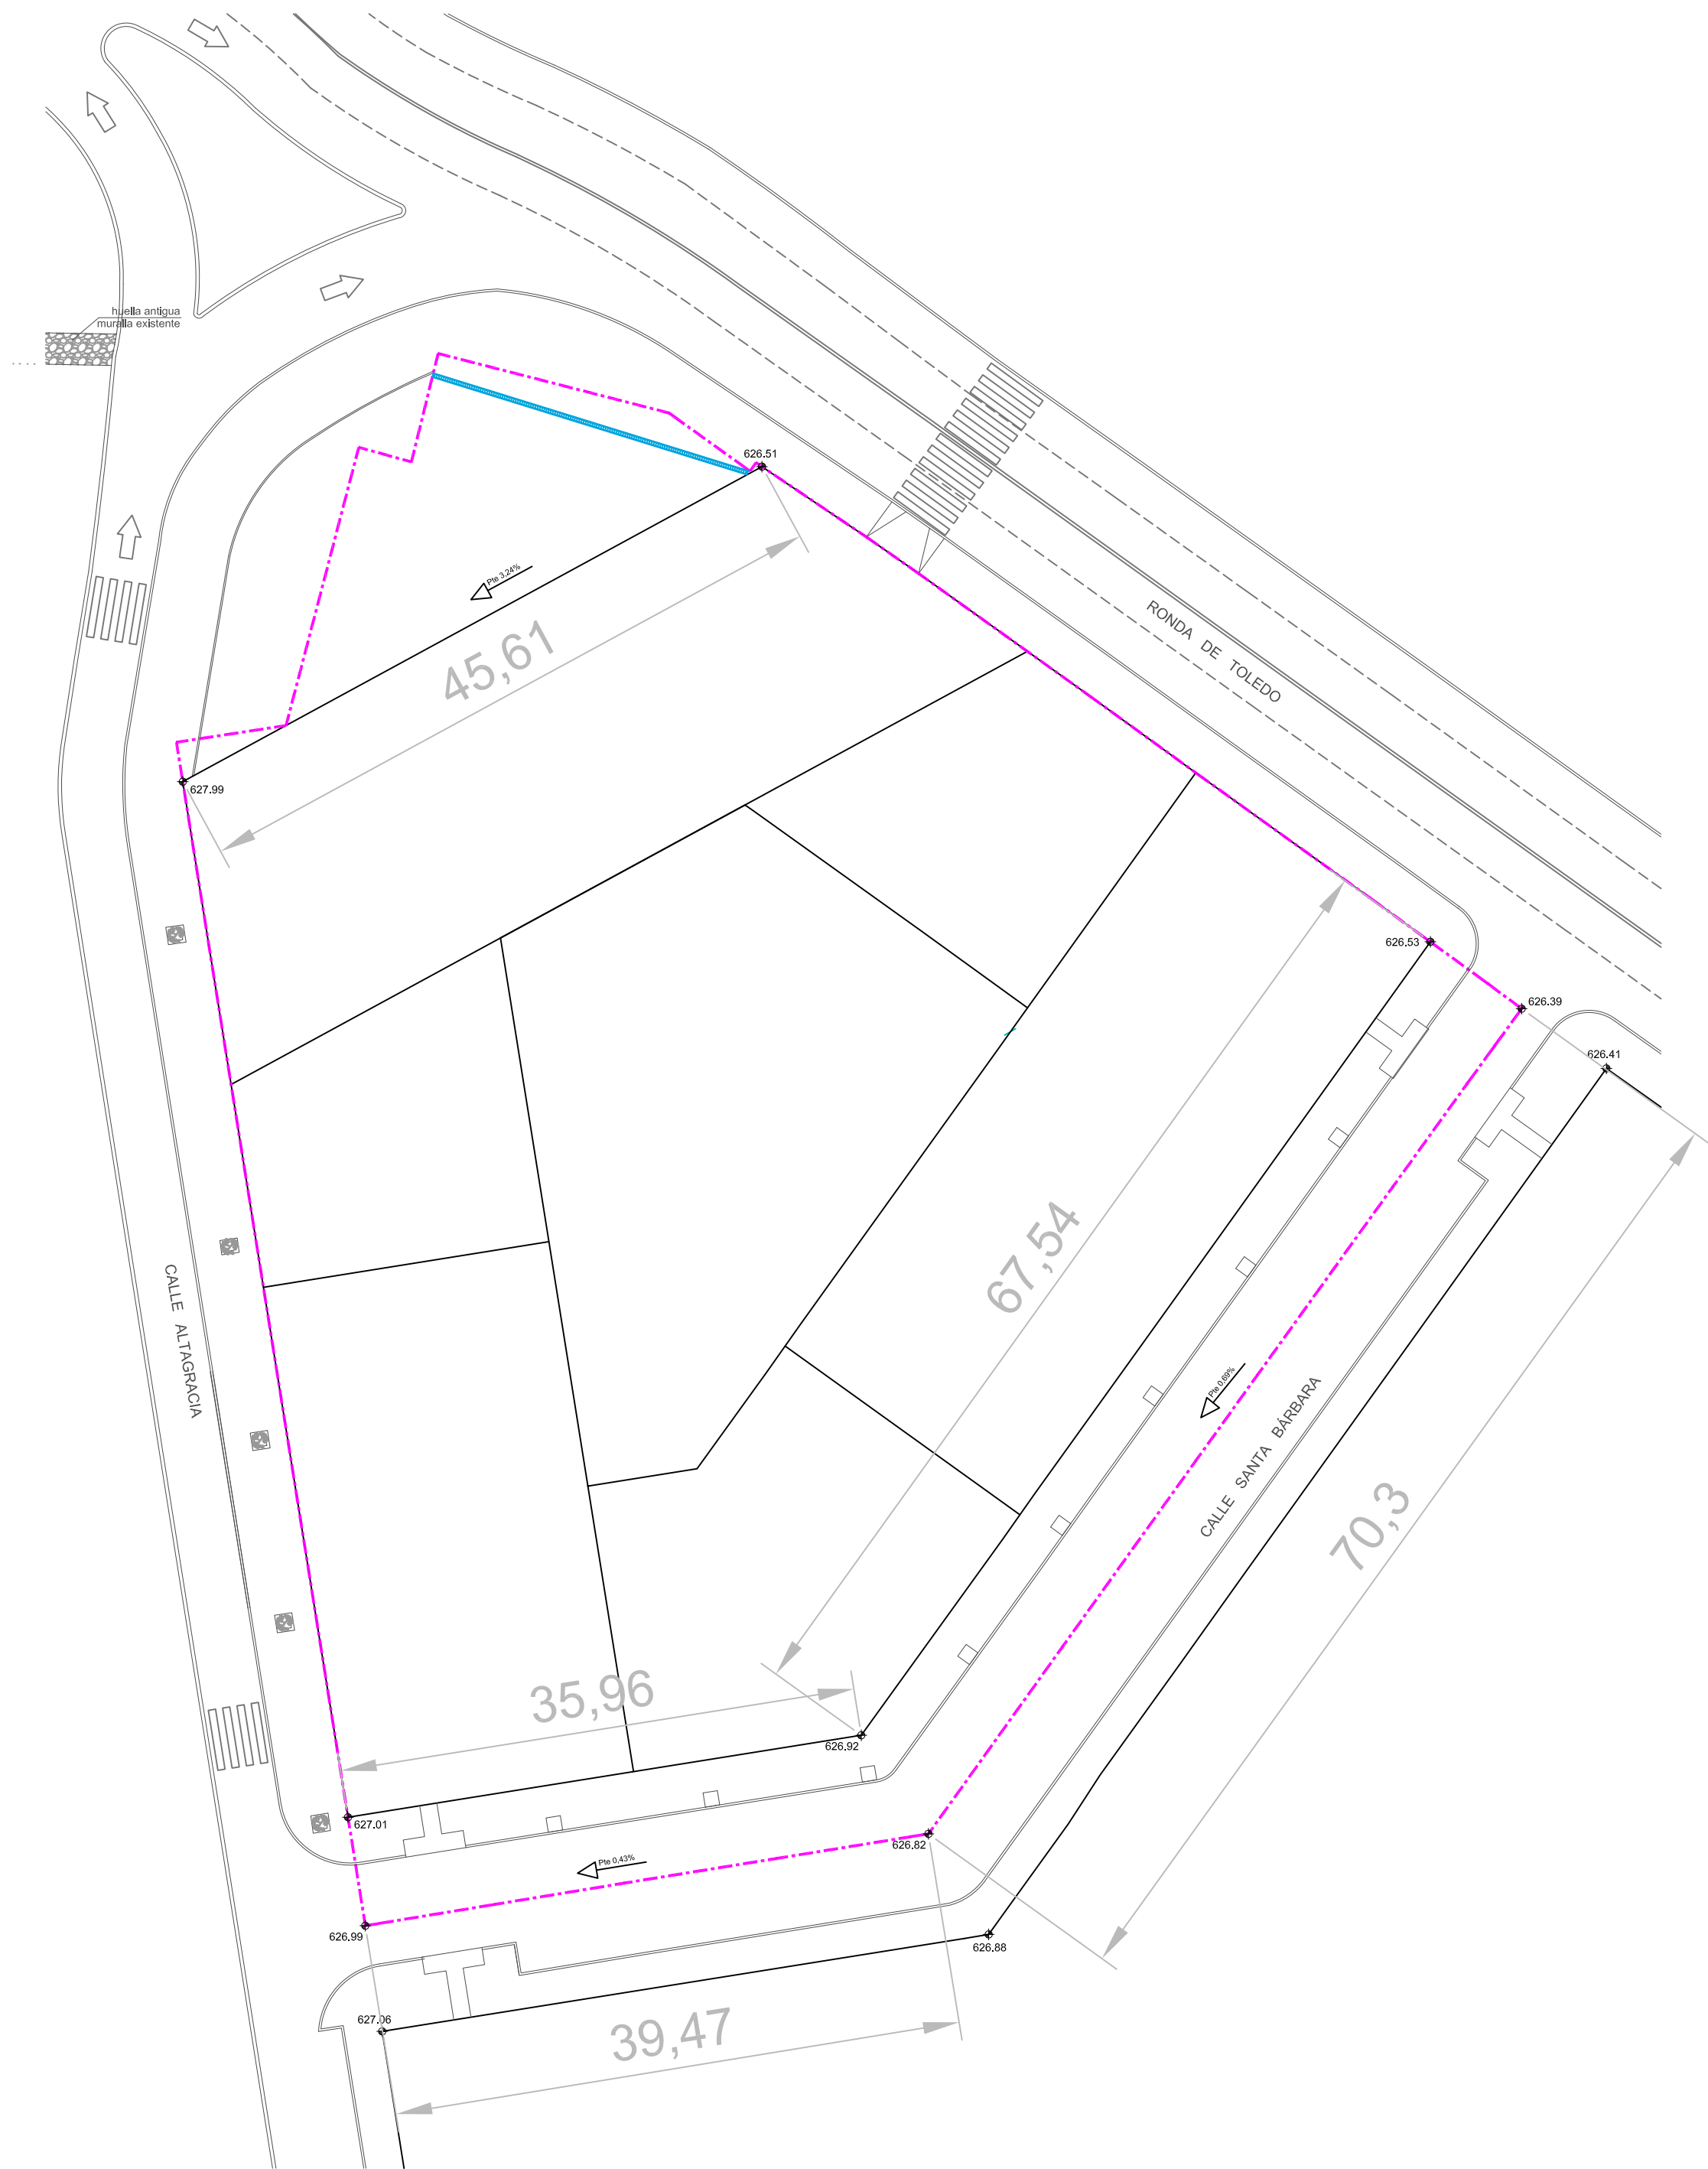 huella antigua
muralla existente
626.51
Pte 3,24%
45,61
RONDA DE TOLEDO
627.99
626.53
626.39
626.41
67,54
CALLE ALTAGRACIA
Pte 0,69%
CALLE SANTA BÁRBARA
70,3
35,96
626.92
627.01
626.82
Pte 0,43%
626.99
626.88
627.06
39,47